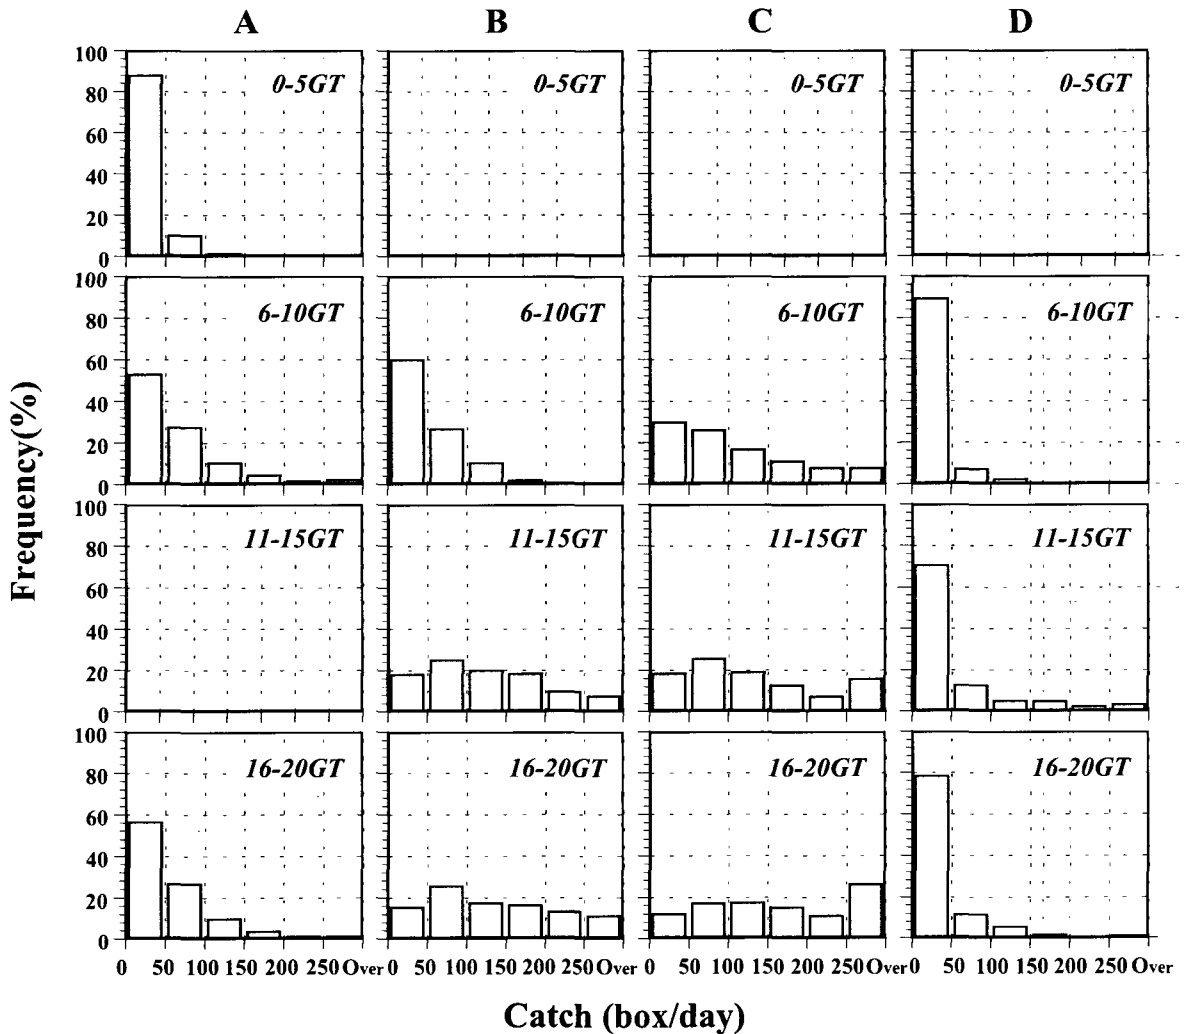 A B C D
100 80 60 40 20 0
0-5GT 0-5GT 0-5GT 0-5GT
100 80 60 40 20 0
6-10GT 6-10GT 6-10GT 6-10GT
Frequency(%)
100 80 60 40 20 0
11-15GT 11-15GT 11-15GT 11-15GT
100 80 60 40 20 0
16-20GT 16-20GT 16-20GT 16-20GT
0 50 100 150 200 250 Over 0 50 100 150 200 250 Over 0 50 100 150 200 250 Over 0 50 100 150 200 250 Over
Catch (box/day)